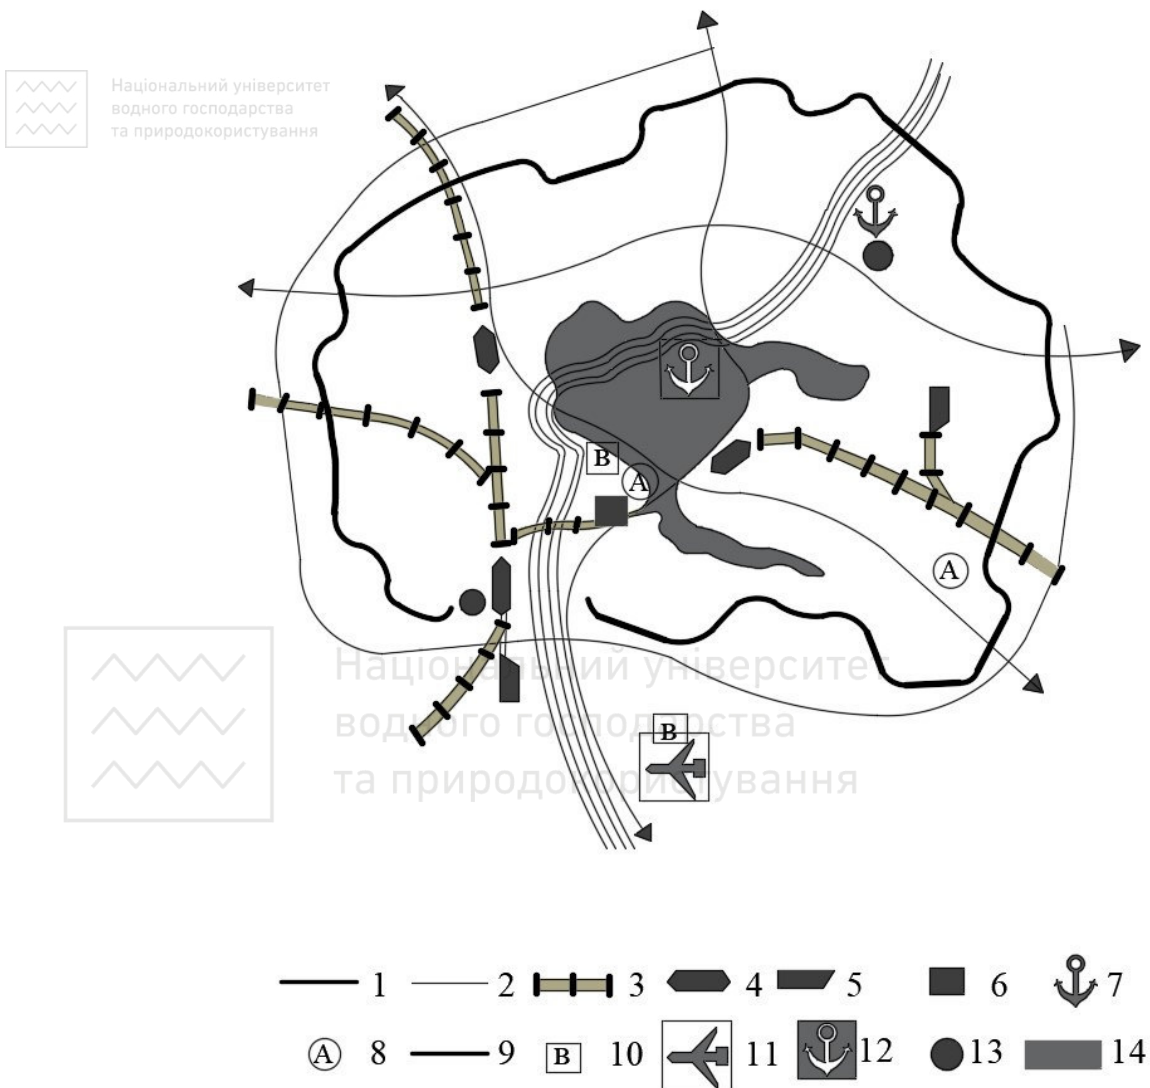 Національний університет
водного господарства
та природокористування
В
А
А
Національний університет
водного господарства
та природокористування
В
1 2 3 4 5 6 7
А 8 9 В 10 11 12 13 14